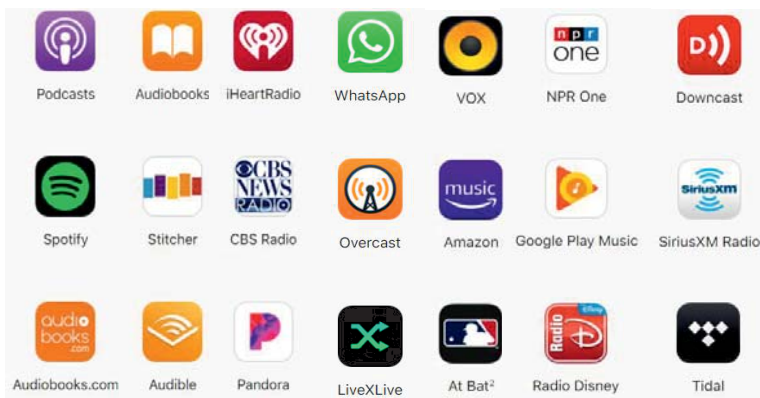 npr
one
D
Podcasts Audiobooks iHeartRadio WhatsApp VOX NPR One Downcast
CBS
NEWS
RADIO
music
SiriusXM
Spotify Stitcher CBS Radio Overcast Amazon Google Play Music SiriusXM Radio
audio
books
.com
Disney
Radio
D
Audiobooks.com Audible Pandora LiveXLive At Bat² Radio Disney Tidal